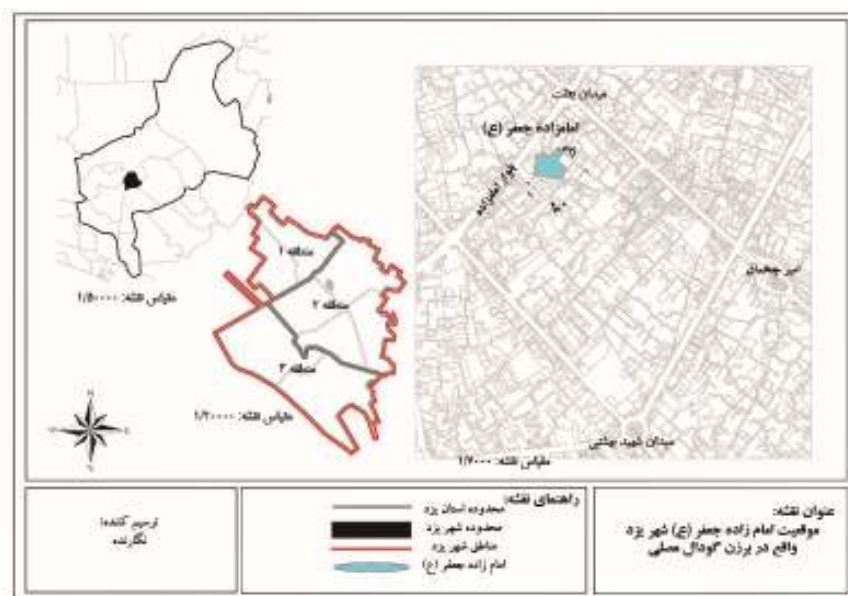 میدان بعثت
امامزاده جعفر (ع)
بلوار امامزاده
امیر چخماق
میدان شهید بهشتی
مقیاس نقشه: ۱/۷۰۰۰
منطقه ۱
منطقه ۲
منطقه ۳
مقیاس نقشه: ۱/۵۰۰۰۰
مقیاس نقشه: ۱/۲۰۰۰۰
N
عنوان نقشه:
موقعیت امام زاده جعفر (ع) شهر یزد
واقع در برزن گودال مصلی
راهنمای نقشه:
محدوده استان یزد
محدوده شهر یزد
مناطق شهر یزد
امام زاده جعفر (ع)
ترسیم کننده:
نگارنده